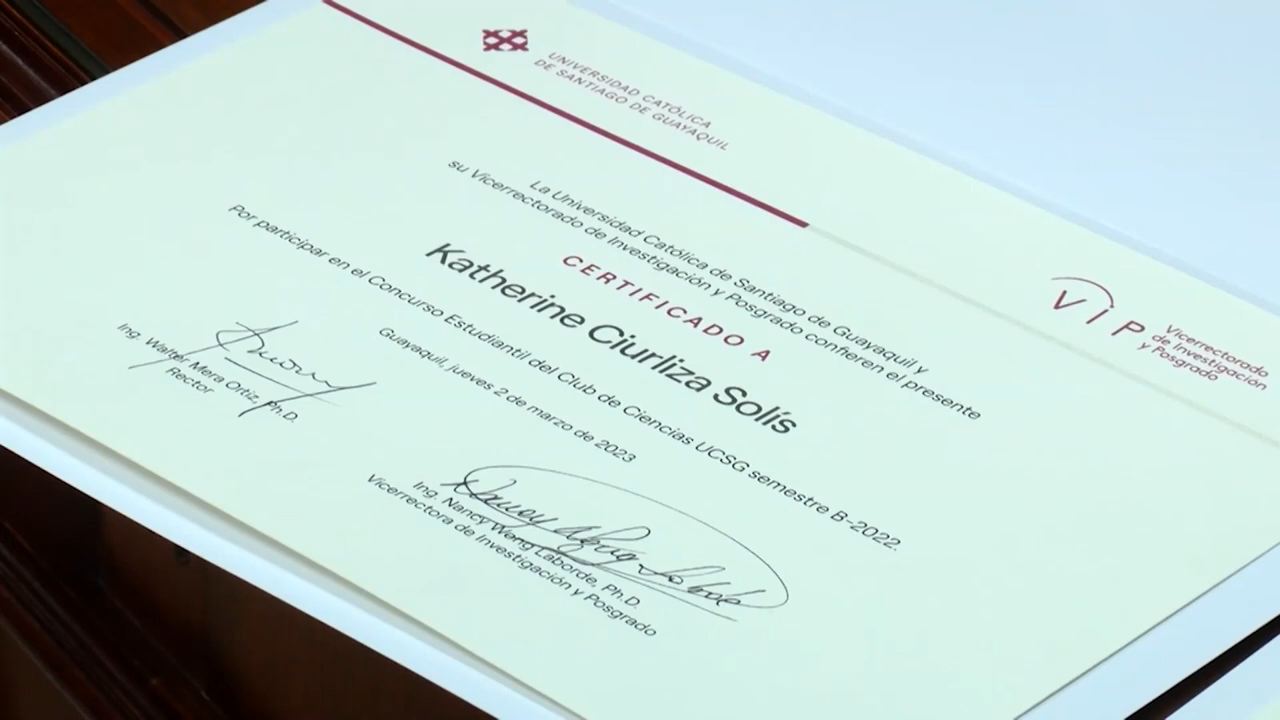 UNIVERSIDAD CATÓLICA
DE SANTIAGO DE GUAYAQUIL
VIP
Vicerrectorado
de Investigación
y Posgrado
La Universidad Católica de Santiago de Guayaquil y
su Vicerrectorado de Investigación y Posgrado confieren el presente
CERTIFICADO A
Katherine Ciurliza Solís
Por participar en el Concurso Estudiantil del Club de Ciencias UCSG semestre B-2022.
Guayaquil, jueves 2 de marzo de 2023
Ing. Walter Mera Ortiz, Ph.D.
Rector
Ing. Nancy Wong Laborde, Ph.D.
Vicerrectora de Investigación y Posgrado